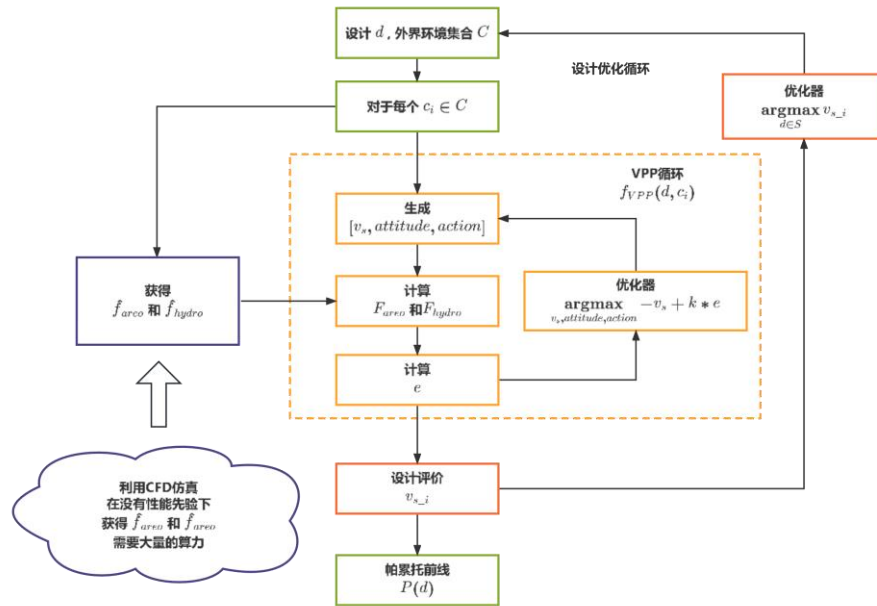 设计 d，外界环境集合 C
设计优化循环
对于每个 c_i ∈ C
优化器
argmax v_{s_i}
d∈S
VPP循环
f_{VPP}(d, c_i)
生成
[v_s, attitude, action]
获得
f̂_{areo} 和 f̂_{hydro}
计算
F_{areo} 和F_{hydro}
优化器
argmax −v_s + k * e
v_s,attitude,action
计算
e
利用CFD仿真
在没有性能先验下
获得 f̂_{areo} 和 f̂_{areo}
需要大量的算力
设计评价
v_{s_i}
帕累托前线
P(d)